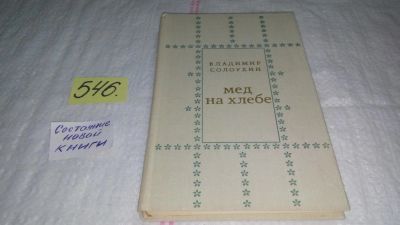 546.
Состояние
новой
книги
ВЛАДИМИР
СОЛОУХИН
мед
на хлебе